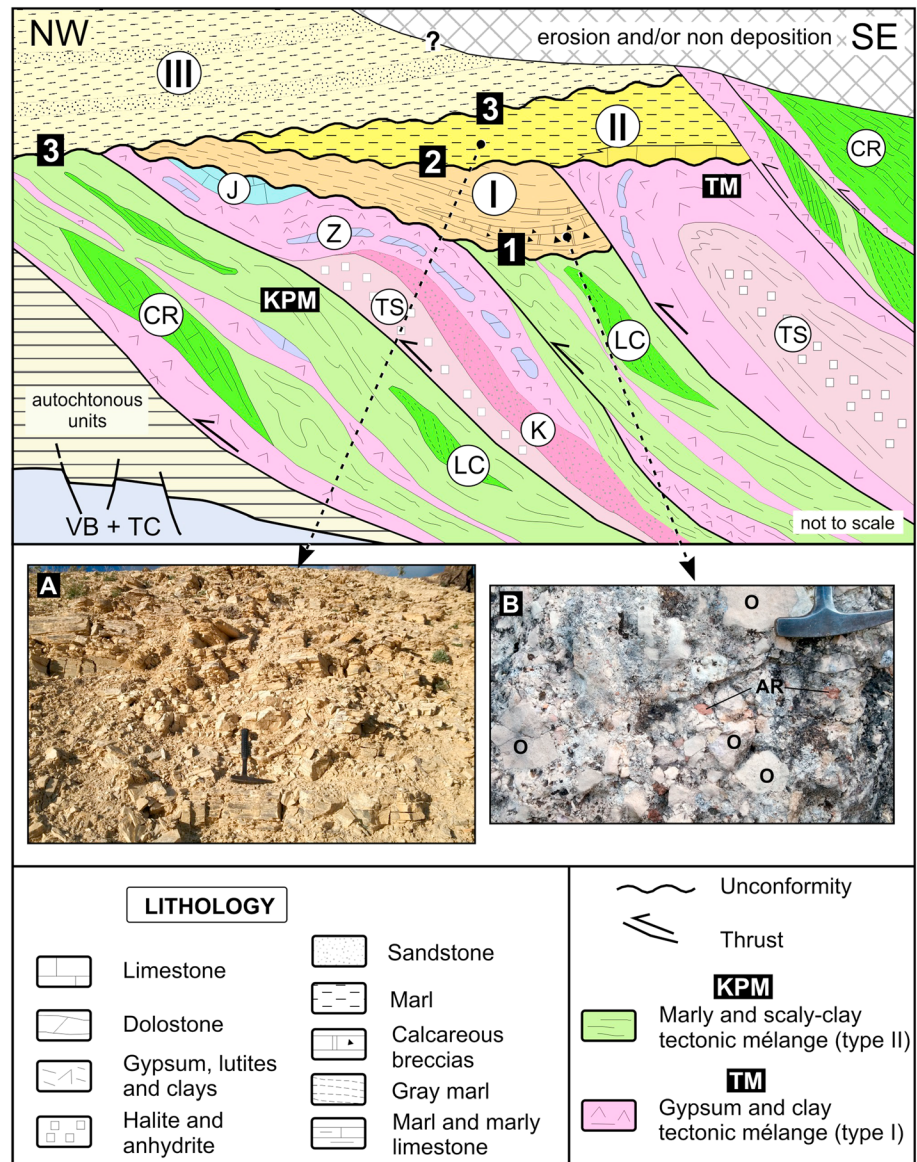 NW
erosion and/or non deposition
SE
?
III
3
II
3
CR
2
J
I
TM
Z
1
KPM
CR
TS
LC
TS
autochtonous
units
K
LC
VB + TC
not to scale
A
B
O
AR
O
O
O
LITHOLOGY
Limestone
Dolostone
Gypsum, lutites
and clays
Halite and
anhydrite
Sandstone
Marl
Calcareous
breccias
Gray marl
Marl and marly
limestone
Unconformity
Thrust
KPM
Marly and scaly-clay
tectonic mélange (type II)
TM
Gypsum and clay
tectonic mélange (type I)